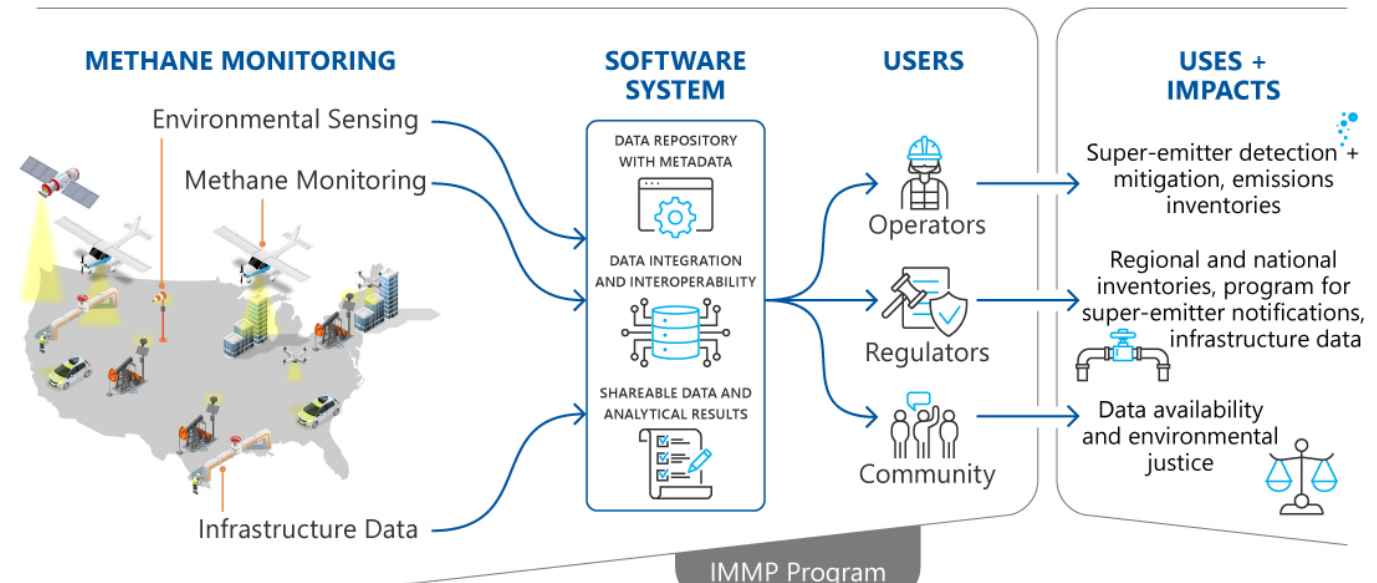 METHANE MONITORING
Environmental Sensing
Methane Monitoring
Infrastructure Data
SOFTWARE
SYSTEM
DATA REPOSITORY
WITH METADATA
DATA INTEGRATION
AND INTEROPERABILITY
SHAREABLE DATA AND
ANALYTICAL RESULTS
USERS
Operators
Regulators
Community
USES +
IMPACTS
Super-emitter detection +
mitigation, emissions
inventories
Regional and national
inventories, program for
super-emitter notifications,
infrastructure data
Data availability
and environmental
justice
IMMP Program